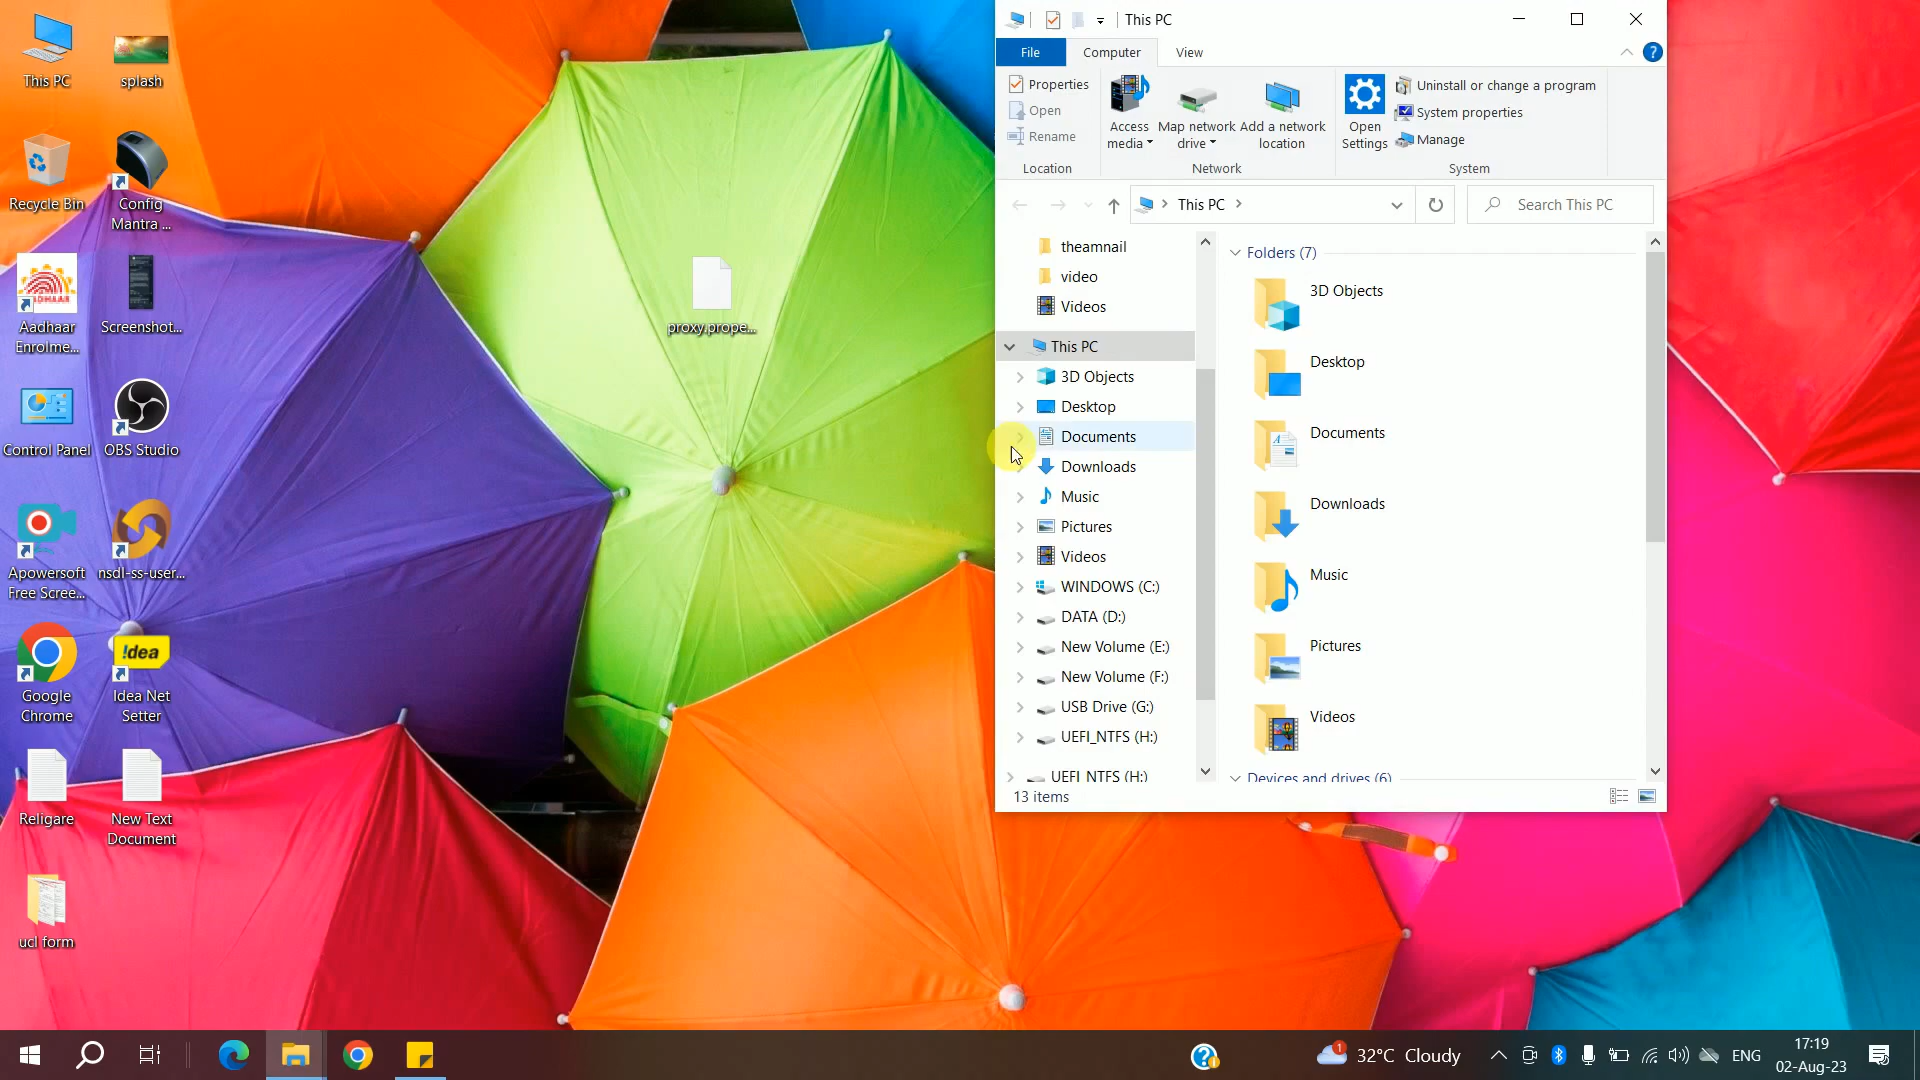 This PC
splash
Recycle Bin
Config
Mantra ...
Aadhaar
Enrolme...
Screenshot...
Control Panel
OBS Studio
Apowersoft
Free Scree...
nsdl-ss-user...
Google
Chrome
!dea
Idea Net
Setter
Religare
New Text
Document
ucl form
proxy.prope...
This PC
File
Computer
View
Properties
Open
Rename
Location
Access
media
Map network
drive
Add a network
location
Network
Open
Settings
Uninstall or change a program
System properties
Manage
System
This PC
Search This PC
theamnail
video
Videos
This PC
3D Objects
Desktop
Documents
Downloads
Music
Pictures
Videos
WINDOWS (C:)
DATA (D:)
New Volume (E:)
New Volume (F:)
USB Drive (G:)
UEFI_NTFS (H:)
UEFI_NTFS (H:)
Folders (7)
3D Objects
Desktop
Documents
Downloads
Music
Pictures
Videos
Devices and drives (6)
13 items
1
32°C Cloudy
ENG
17:19
02-Aug-23